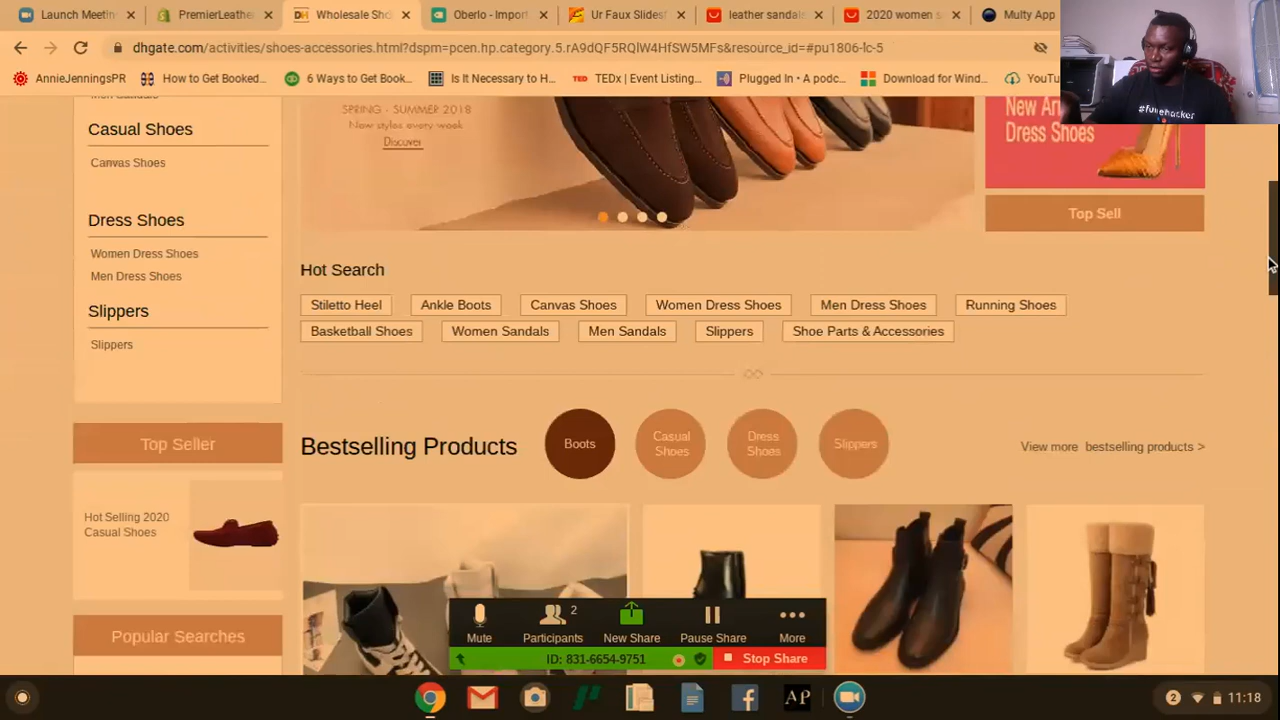 Launch Meetin
PremierLeathe
Wholesale Sho
Oberlo - Import
Ur Faux Slides
leather sandals
2020 women s
Multy App
dhgate.com/activities/shoes-accessories.html?dspm=pcen.hp.category.5.rA9dQF5RQlW4HfSW5MFs&resource_id=#pu1806-lc-5
AnnieJenningsPR
How to Get Booked...
6 Ways to Get Book...
Is It Necessary to H...
TED
TEDx | Event Listing...
Plugged In • A podc...
Download for Wind...
YouTu
#funehacker
Men Sandals
Casual Shoes
Canvas Shoes
Dress Shoes
Women Dress Shoes
Men Dress Shoes
Slippers
Slippers
Top Seller
Hot Selling 2020
Casual Shoes
Popular Searches
SPRING - SUMMER 2018
New styles every week
Discover
New Arr
Dress Shoes
Top Sell
Hot Search
Stiletto Heel
Ankle Boots
Canvas Shoes
Women Dress Shoes
Men Dress Shoes
Running Shoes
Basketball Shoes
Women Sandals
Men Sandals
Slippers
Shoe Parts & Accessories
Bestselling Products
Boots
Casual
Shoes
Dress
Shoes
Slippers
View more bestselling products >
Mute
Participants
2
New Share
Pause Share
More
ID: 831-6654-9751
Stop Share
AP
2
11:18